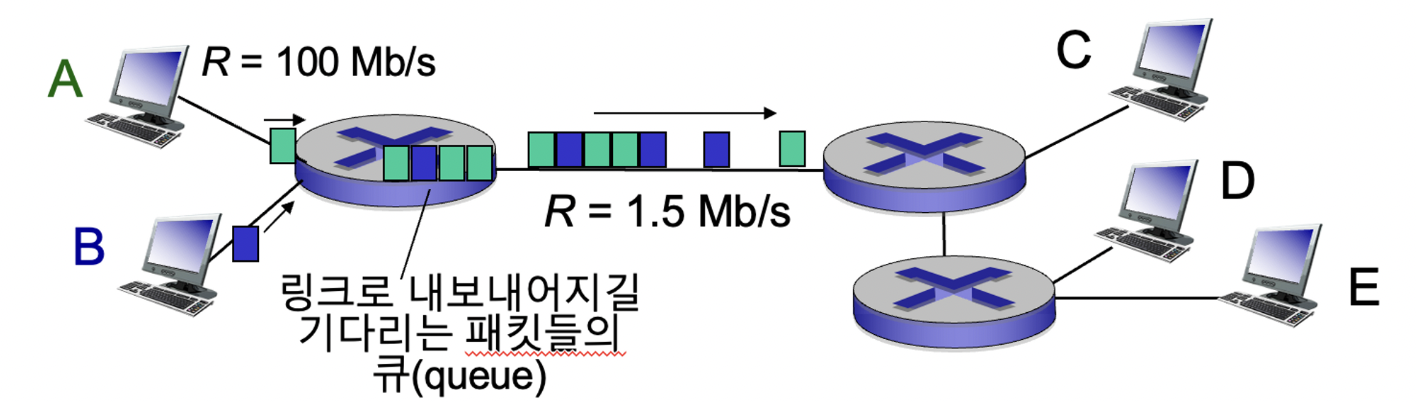 A
R = 100 Mb/s
C
R = 1.5 Mb/s
D
B
E
링크로 내보내어지길
기다리는 패킷들의
큐(queue)